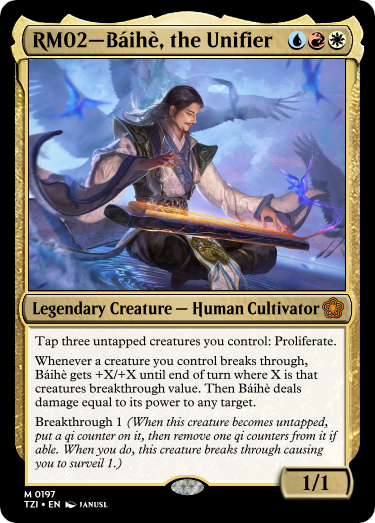 RM02—Báihè, the Unifier
Legendary Creature — Human Cultivator
Tap three untapped creatures you control: Proliferate.
Whenever a creature you control breaks through,
Báihè gets +X/+X until end of turn where X is that
creatures breakthrough value. Then Báihè deals
damage equal to its power to any target.
Breakthrough 1 (When this creature becomes untapped,
put a qi counter on it, then remove one qi counters from it if
able. When you do, this creature breaks through causing
you to surveil 1.)
1/1
M 0197
TZI • EN JANUSL